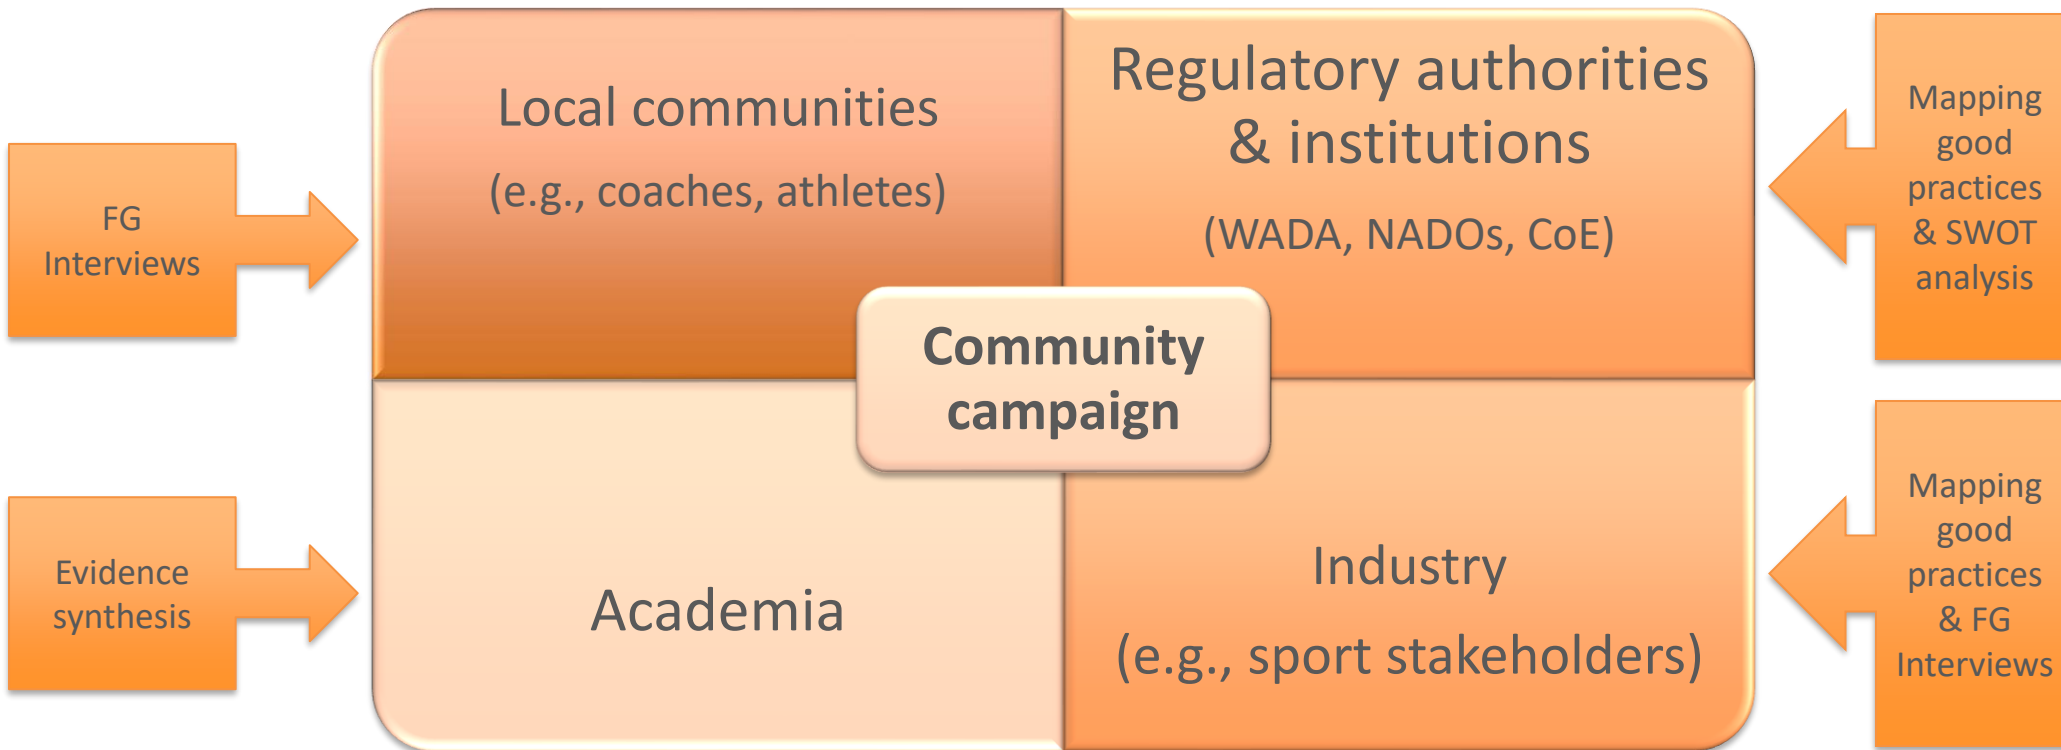 FG
Interviews
Evidence
synthesis
Local communities
(e.g., coaches, athletes)
Regulatory authorities
& institutions
(WADA, NADOs, CoE)
Community
campaign
Academia
Industry
(e.g., sport stakeholders)
Mapping
good
practices
& SWOT
analysis
Mapping
good
practices
& FG
Interviews